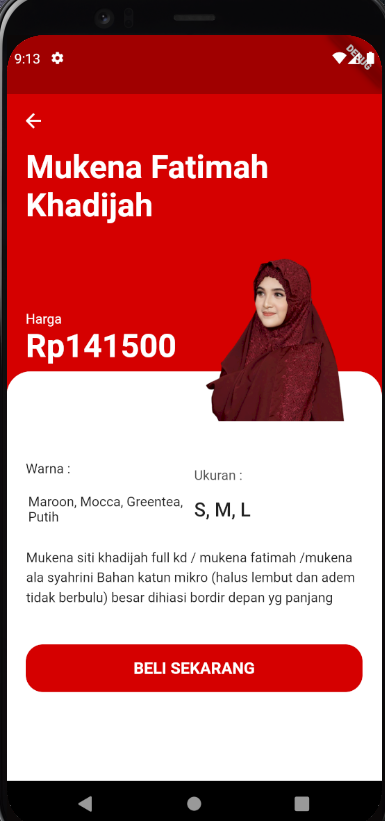 9:13
DEBUG
Mukena Fatimah
Khadijah
Harga
Rp141500
Warna :
Ukuran :
Maroon, Mocca, Greentea,
Putih
S, M, L
Mukena siti khadijah full kd / mukena fatimah /mukena
ala syahrini Bahan katun mikro (halus lembut dan adem
tidak berbulu) besar dihiasi bordir depan yg panjang
BELI SEKARANG